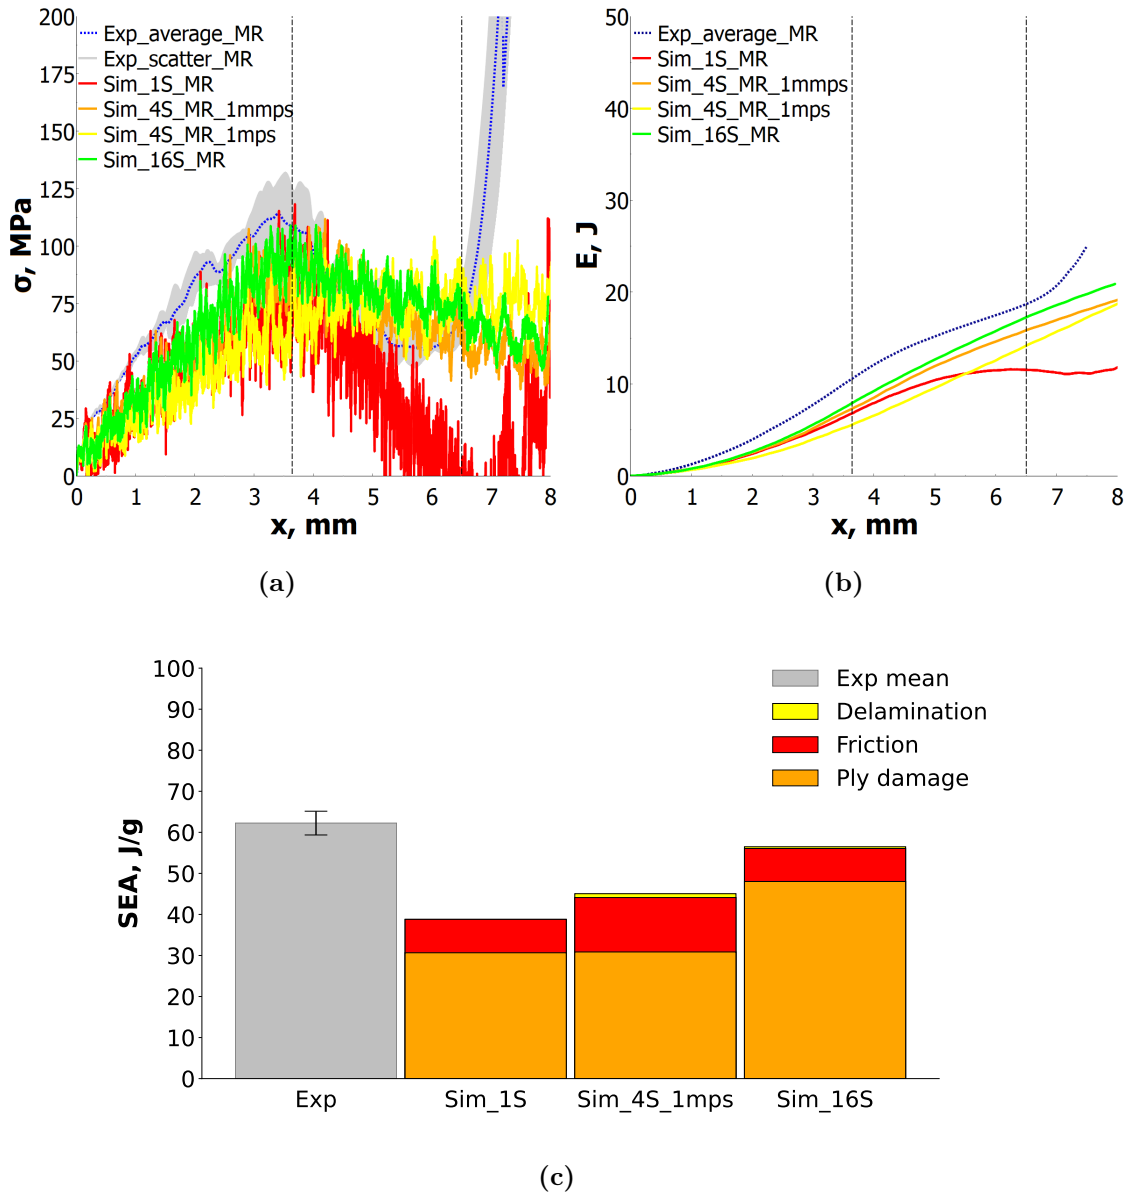 200
175
150
125
100
75
50
25
0
σ, MPa
Exp_average_MR
Exp_scatter_MR
Sim_1S_MR
Sim_4S_MR_1mmps
Sim_4S_MR_1mps
Sim_16S_MR
0 1 2 3 4 5 6 7 8
x, mm
(a)
50
40
30
20
10
0
E, J
Exp_average_MR
Sim_1S_MR
Sim_4S_MR_1mmps
Sim_4S_MR_1mps
Sim_16S_MR
0 1 2 3 4 5 6 7 8
x, mm
(b)
100
90
80
70
60
50
40
30
20
10
0
SEA, J/g
Exp mean
Delamination
Friction
Ply damage
Exp Sim_1S Sim_4S_1mps Sim_16S
(c)